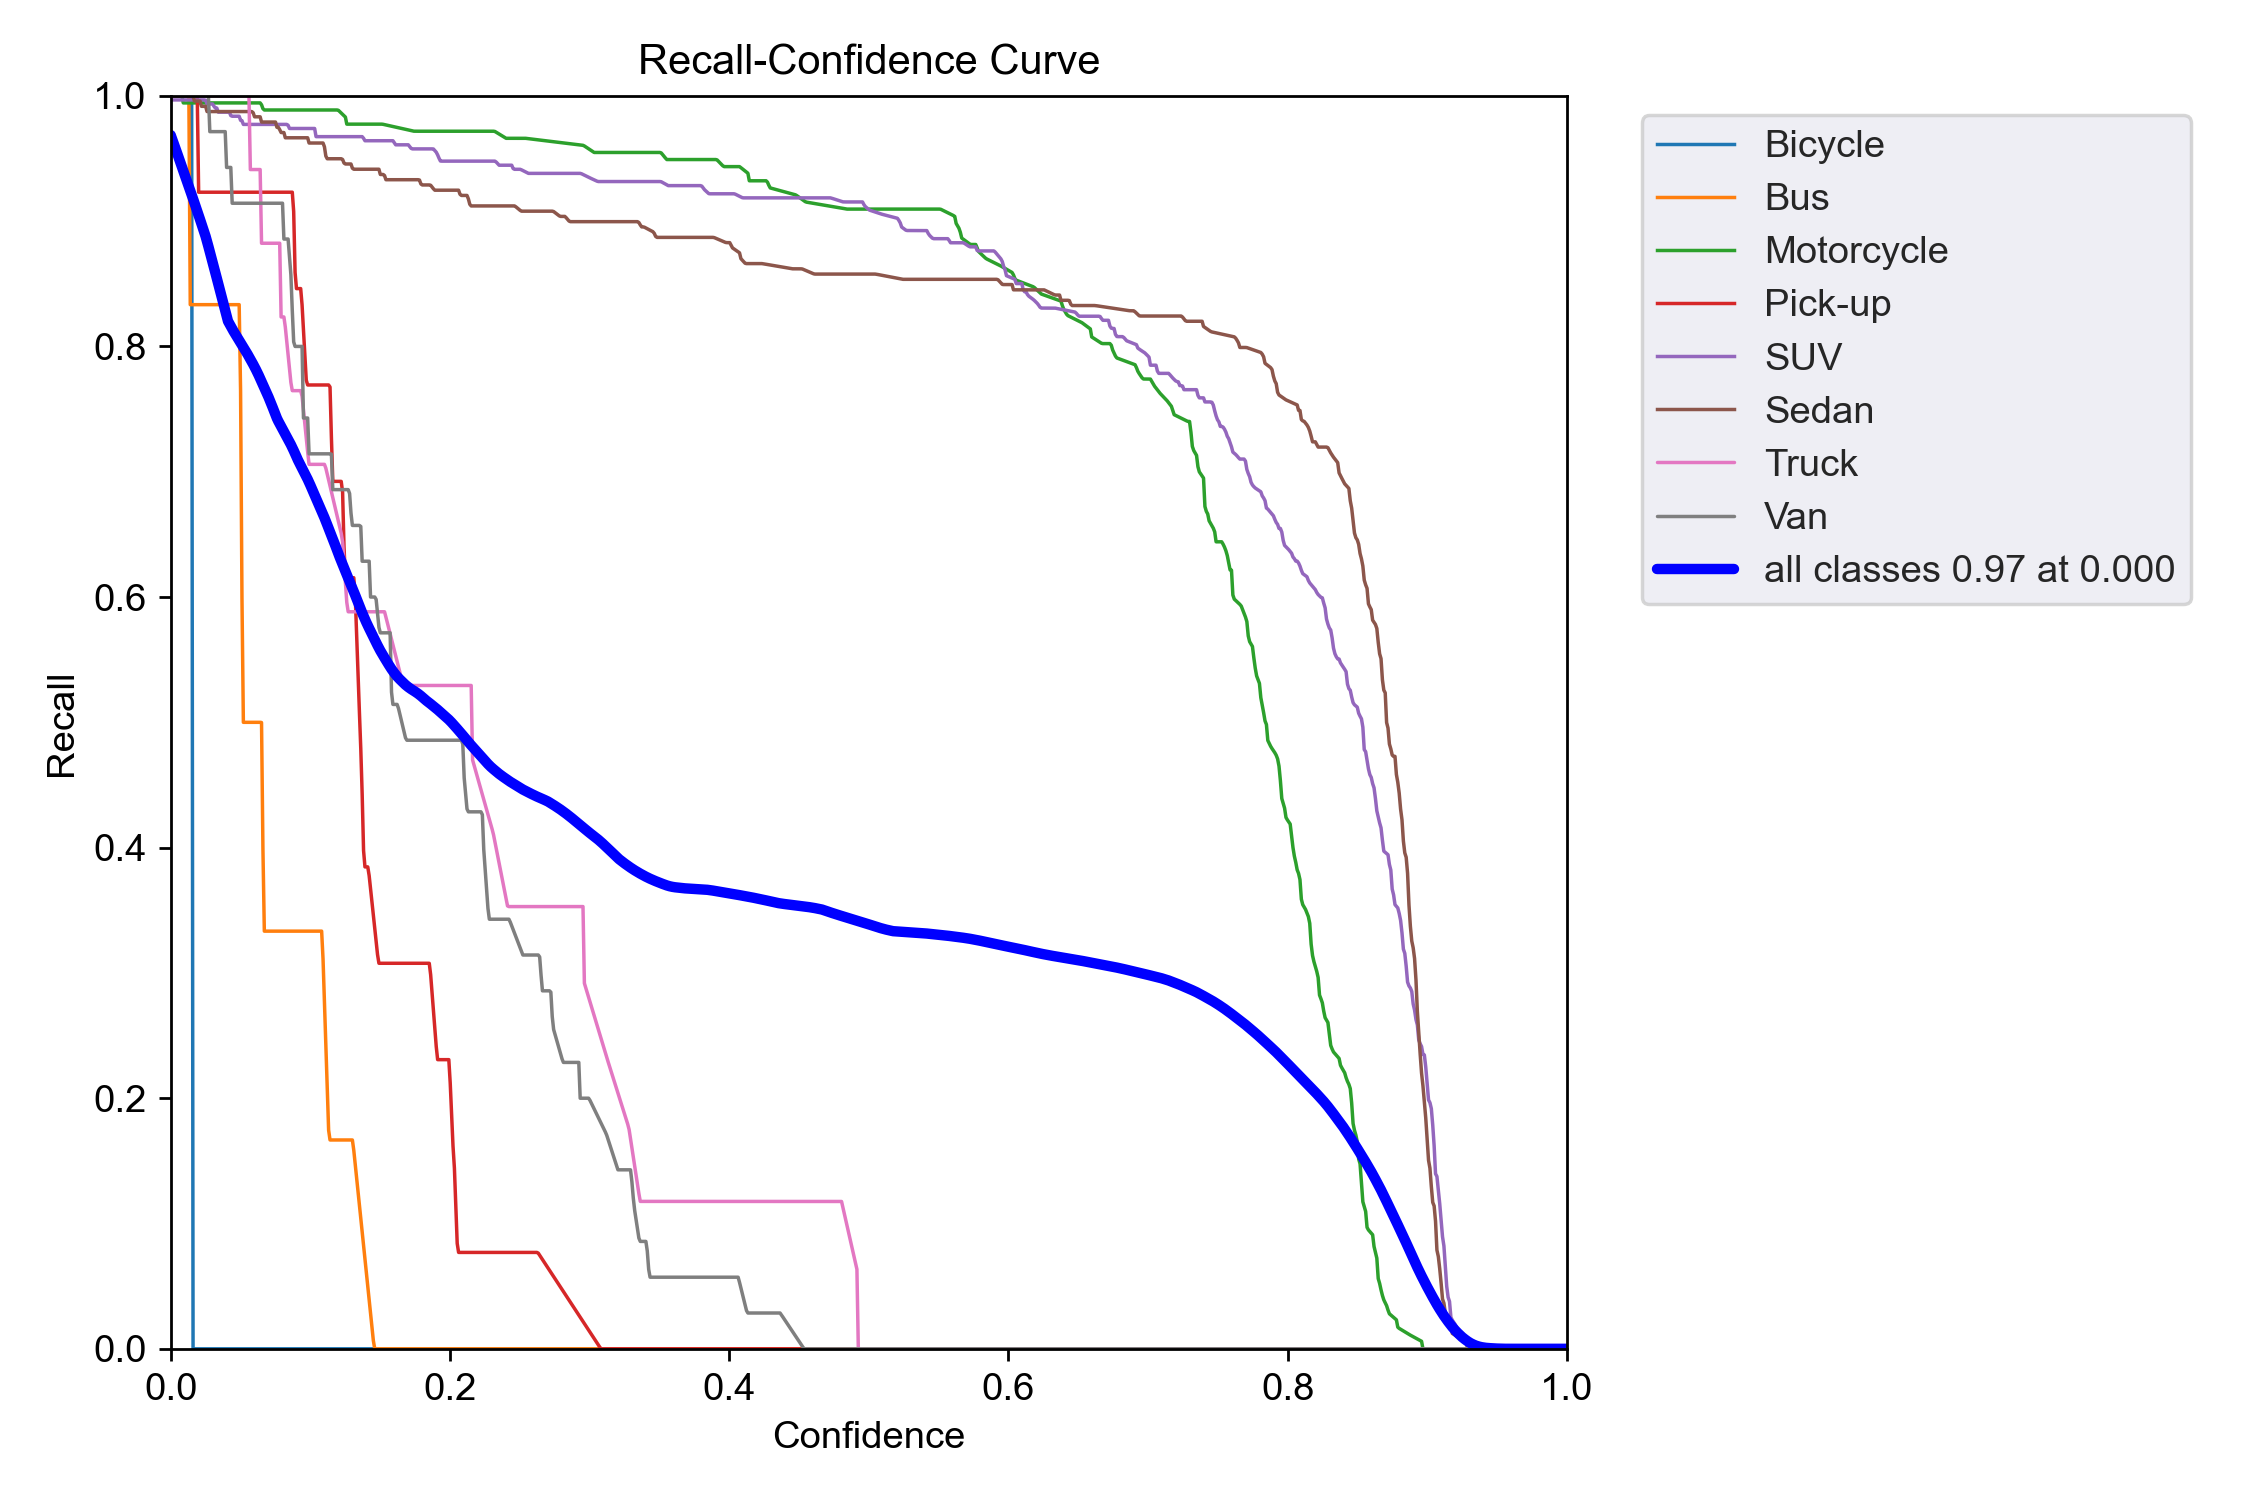 Recall-Confidence Curve
1.0
0.8
0.6
0.4
0.2
0.0
Recall
0.0 0.2 0.4 0.6 0.8 1.0
Confidence
Bicycle
Bus
Motorcycle
Pick-up
SUV
Sedan
Truck
Van
all classes 0.97 at 0.000